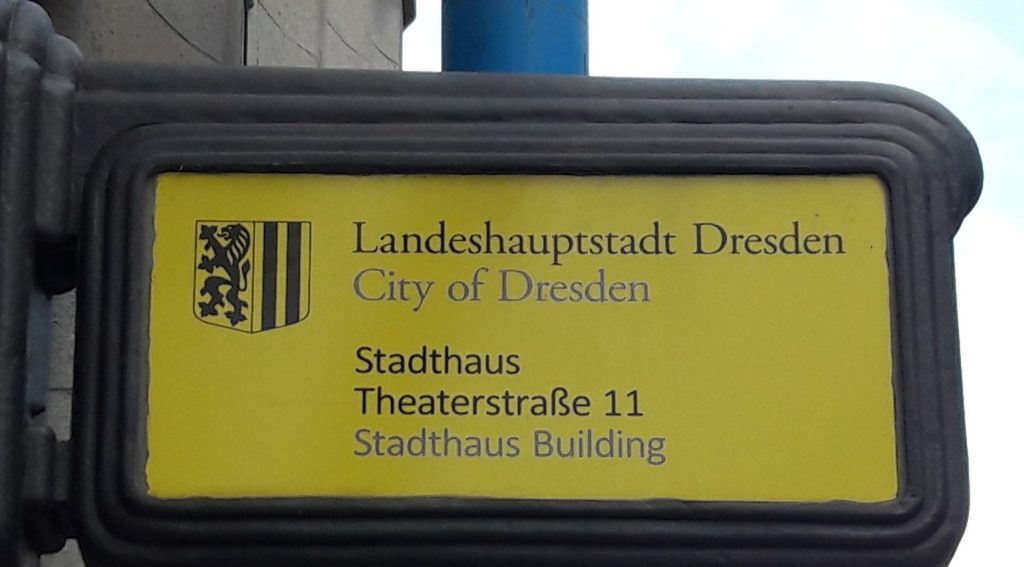 Landeshauptstadt Dresden
City of Dresden
Stadthaus
Theaterstraße 11
Stadthaus Building